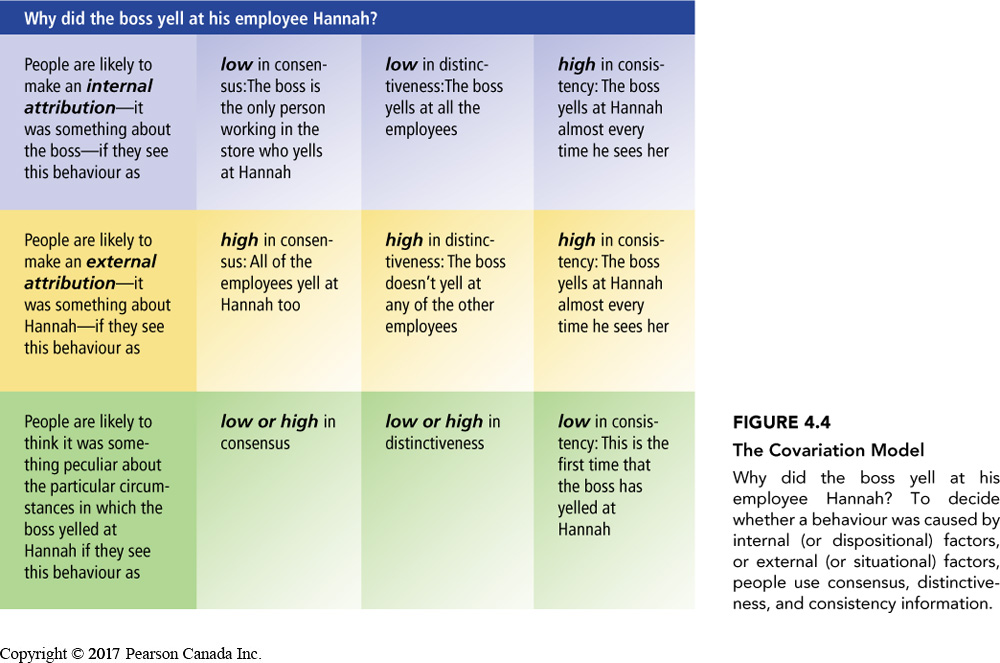 Why did the boss yell at his employee Hannah?
People are likely to
make an internal
attribution—it
was something about
the boss—if they see
this behaviour as
low in consen-
sus:The boss is
the only person
working in the
store who yells
at Hannah
low in distinc-
tiveness:The boss
yells at all the
employees
high in consis-
tency: The boss
yells at Hannah
almost every
time he sees her
People are likely to
make an external
attribution—it
was something about
Hannah—if they see
this behaviour as
high in consen-
sus: All of the
employees yell at
Hannah too
high in distinc-
tiveness: The boss
doesn’t yell at
any of the other
employees
high in consis-
tency: The boss
yells at Hannah
almost every
time he sees her
People are likely to
think it was some-
thing peculiar about
the particular circum-
stances in which the
boss yelled at
Hannah if they see
this behaviour as
low or high in
consensus
low or high in
distinctiveness
low in consis-
tency: This is the
first time that
the boss has
yelled at
Hannah
FIGURE 4.4
The Covariation Model
Why did the boss yell at his
employee Hannah? To decide
whether a behaviour was caused by
internal (or dispositional) factors,
or external (or situational) factors,
people use consensus, distinctive-
ness, and consistency information.
Copyright © 2017 Pearson Canada Inc.